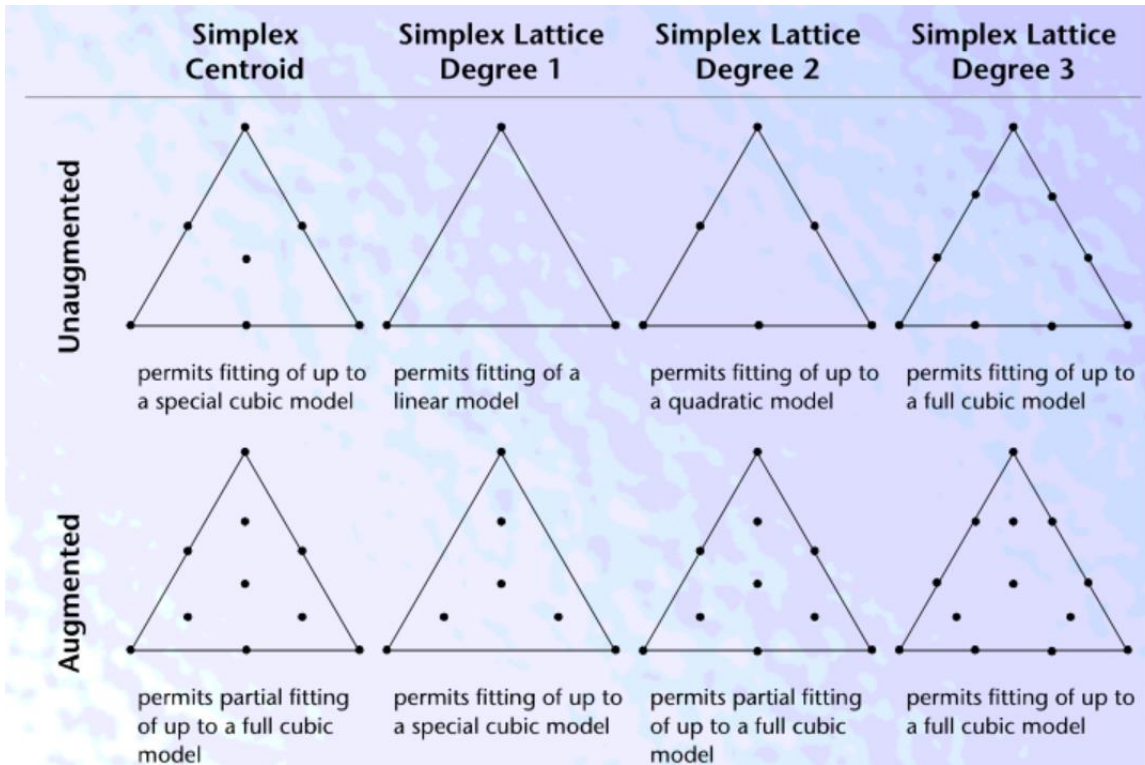 Simplex
Centroid
Simplex Lattice
Degree 1
Simplex Lattice
Degree 2
Simplex Lattice
Degree 3
Unaugmented
permits fitting of up to
a special cubic model
permits fitting of a
linear model
permits fitting of up to
a quadratic model
permits fitting of up to
a full cubic model
Augmented
permits partial fitting
of up to a full cubic
model
permits fitting of up to
a special cubic model
permits partial fitting
of up to a full cubic
model
permits fitting of up to
a full cubic model